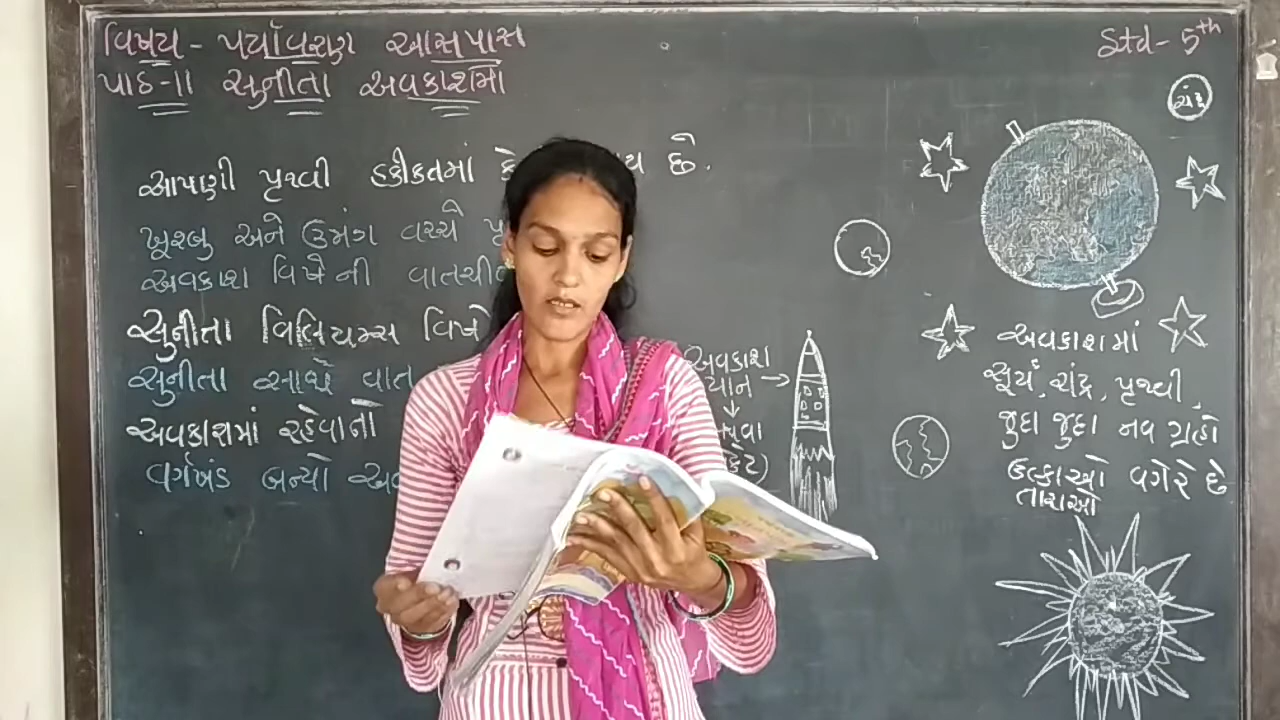 વિષય - પર્યાવરણ આસપાસ
પાઠ-11 સુનીતા અવકાશમાં
Std - 5th
ચંદ્ર
આપણી પૃથ્વી હકીકતમાં છે.
ખૂશ્બુ અને ઉમંગ વચ્ચે
અવકાશ વિષેની વાતચીત
સુનીતા વિલિયમ્સ વિષે
સુનીતા સાથે વાત
અવકાશમાં રહેવાનો
વર્ગખંડ બન્યો
અવકાશ
યાન
અવકાશમાં
સૂર્ય, ચંદ્ર, પૃથ્વી,
જુદા જુદા નવ ગ્રહો
ઉલ્કાઓ વગેરે છે
તારાઓ